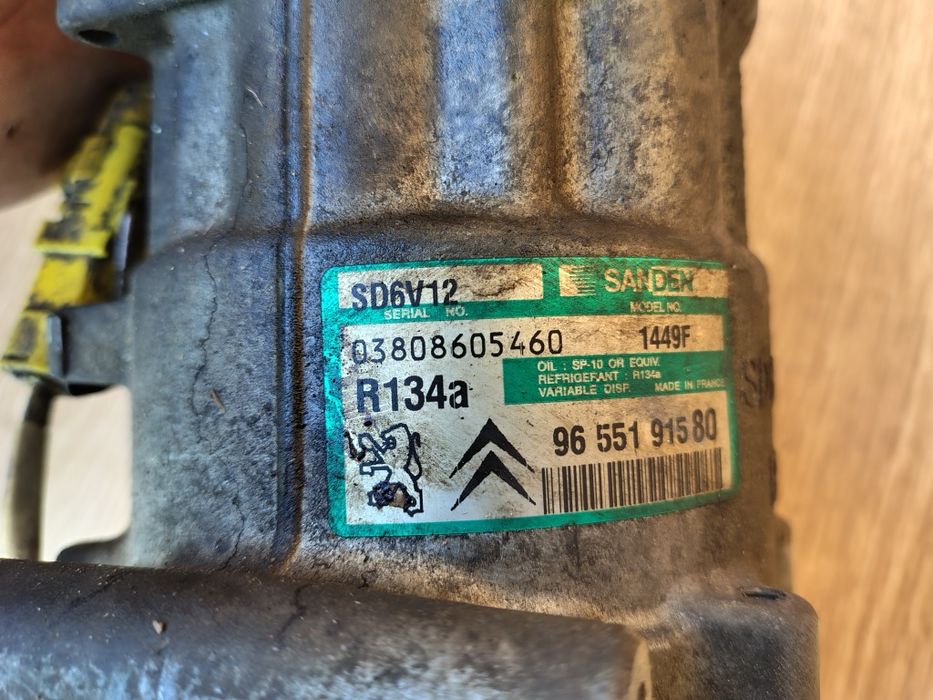 SD6V12
SANDEN
SERIAL NO.
MODEL NO.
03808605460
1449F
OIL : SP-10 OR EQUIV.
REFRIGERANT : R134a
VARIABLE DISP. MADE IN FRANCE
R134a
96 551 915 80